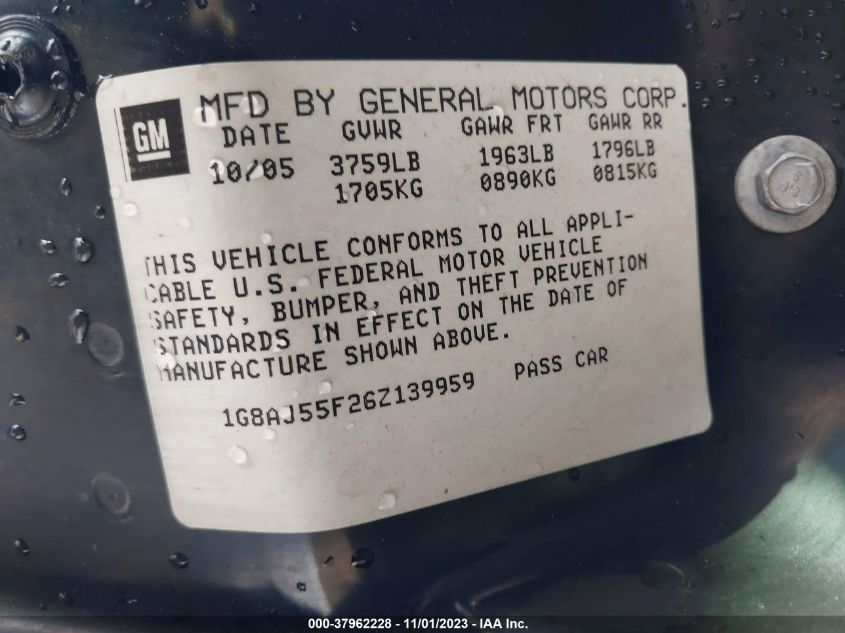 GM
MFD BY GENERAL MOTORS CORP.
DATE GVWR GAWR FRT GAWR RR
10/05 3759LB 1963LB 1796LB
1705KG 0890KG 0815KG
THIS VEHICLE CONFORMS TO ALL APPLI-
CABLE U.S. FEDERAL MOTOR VEHICLE
SAFETY, BUMPER, AND THEFT PREVENTION
STANDARDS IN EFFECT ON THE DATE OF
MANUFACTURE SHOWN ABOVE.
1G8AJ55F26Z139959 PASS CAR
000-37962228 - 11/01/2023 - IAA Inc.